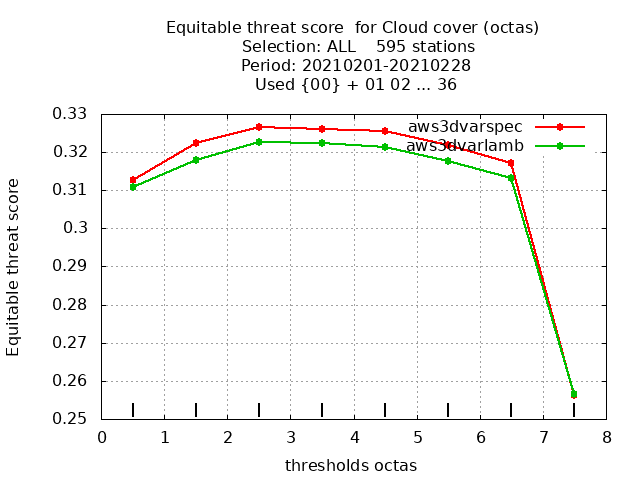 Equitable threat score  for Cloud cover (octas)
Selection: ALL    595 stations
Period: 20210201-20210228
Used {00} + 01 02 ... 36
aws3dvarspec
aws3dvarlamb
Equitable threat score
0.33
0.32
0.31
0.3
0.29
0.28
0.27
0.26
0.25
0 1 2 3 4 5 6 7 8
thresholds octas